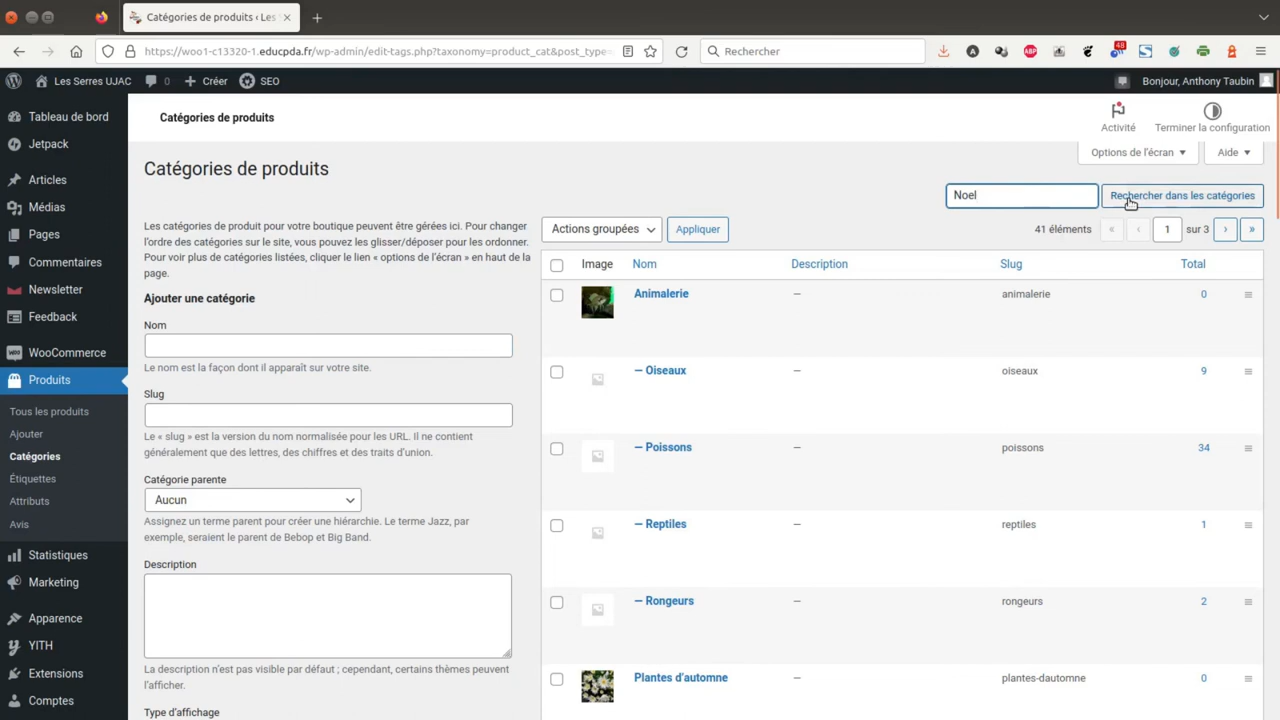 Catégories de produits ‹ Les
https://woo1-c13320-1.educpda.fr/wp-admin/edit-tags.php?taxonomy=product_cat&post_type=
Rechercher
48
ABP
Les Serres UJAC
0
Créer
SEO
Bonjour, Anthony Taubin
Tableau de bord
Jetpack
Articles
Médias
Pages
Commentaires
Newsletter
Feedback
WooCommerce
Produits
Tous les produits
Ajouter
Catégories
Étiquettes
Attributs
Avis
Statistiques
Marketing
Apparence
YITH
Extensions
Comptes
Catégories de produits
Activité
Terminer la configuration
Options de l'écran
Aide
Catégories de produits
Noel
Rechercher dans les catégories
Les catégories de produit pour votre boutique peuvent être gérées ici. Pour changer
l'ordre des catégories sur le site, vous pouvez les glisser/déposer pour les ordonner.
Pour voir plus de catégories listées, cliquer le lien « options de l'écran » en haut de la
page.
Ajouter une catégorie
Nom
Le nom est la façon dont il apparaît sur votre site.
Slug
Le « slug » est la version du nom normalisée pour les URL. Il ne contient
généralement que des lettres, des chiffres et des traits d'union.
Catégorie parente
Aucun
Assignez un terme parent pour créer une hiérarchie. Le terme Jazz, par
exemple, seraient le parent de Bebop et Big Band.
Description
La description n'est pas visible par défaut ; cependant, certains thèmes peuvent
l'afficher.
Type d'affichage
Actions groupées
Appliquer
41 éléments
«
‹
1
sur 3
›
»
Image
Nom
Description
Slug
Total
Animalerie — animalerie 0
— Oiseaux — oiseaux 9
— Poissons — poissons 34
— Reptiles — reptiles 1
— Rongeurs — rongeurs 2
Plantes d'automne — plantes-dautomne 0